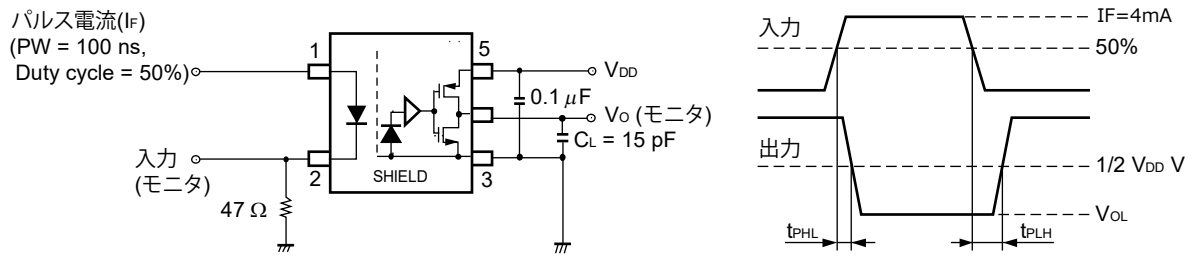 パルス電流(IF)
(PW = 100 ns,
Duty cycle = 50%)
1
5
VDD
0.1 μF
VO (モニタ)
CL = 15 pF
入力
(モニタ)
2
SHIELD
3
47 Ω
入力
IF=4mA
50%
出力
1/2 VDD V
VOL
tPHL
tPLH